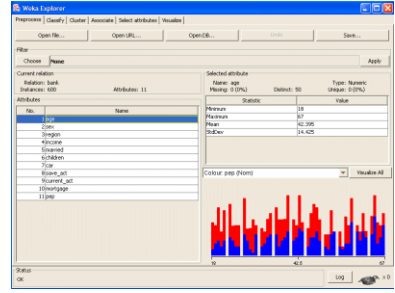 Weka Explorer
Preprocess Classify Cluster Associate Select attributes Visualize
Open file... Open URL... Open DB... Undo Save...
Filter
Choose None Apply
Current relation
Relation: bank
Instances: 600 Attributes: 11
Selected attribute
Name: age Type: Numeric
Missing: 0 (0%) Distinct: 50 Unique: 0 (0%)
Statistic Value
Minimum 18
Maximum 67
Mean 42.395
StdDev 14.425
Attributes
No. Name
1 age
2 sex
3 region
4 income
5 married
6 children
7 car
8 save_act
9 current_act
10 mortgage
11 pep
Colour: pep (Nom) Visualize All
18 42.5 67
Status
OK Log x 0